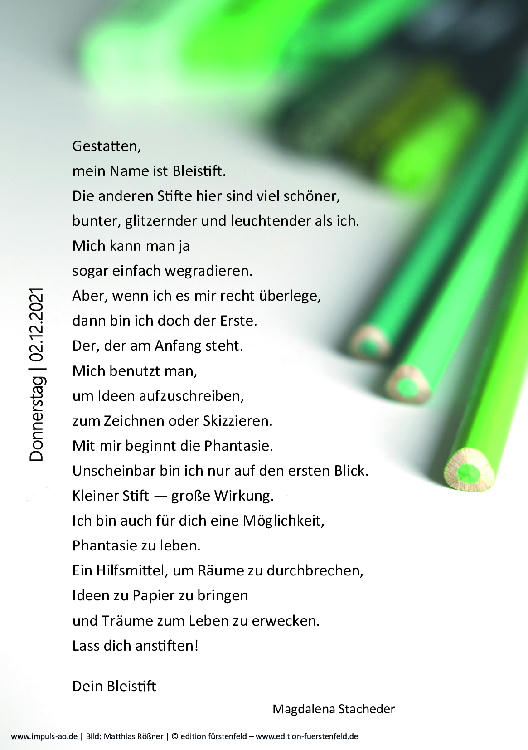 Gestatten,
mein Name ist Bleistift.
Die anderen Stifte hier sind viel schöner,
bunter, glitzernder und leuchtender als ich.
Mich kann man ja
sogar einfach wegradieren.
Aber, wenn ich es mir recht überlege,
dann bin ich doch der Erste.
Der, der am Anfang steht.
Mich benutzt man,
um Ideen aufzuschreiben,
zum Zeichnen oder Skizzieren.
Mit mir beginnt die Phantasie.
Unscheinbar bin ich nur auf den ersten Blick.
Kleiner Stift — große Wirkung.
Ich bin auch für dich eine Möglichkeit,
Phantasie zu leben.
Ein Hilfsmittel, um Räume zu durchbrechen,
Ideen zu Papier zu bringen
und Träume zum Leben zu erwecken.
Lass dich anstiften!
Dein Bleistift
Magdalena Stacheder
Donnerstag | 02.12.2021
www.impuls-ao.de | Bild: Matthias Rößner | © edition fürstenfeld – www.edition-fuerstenfeld.de